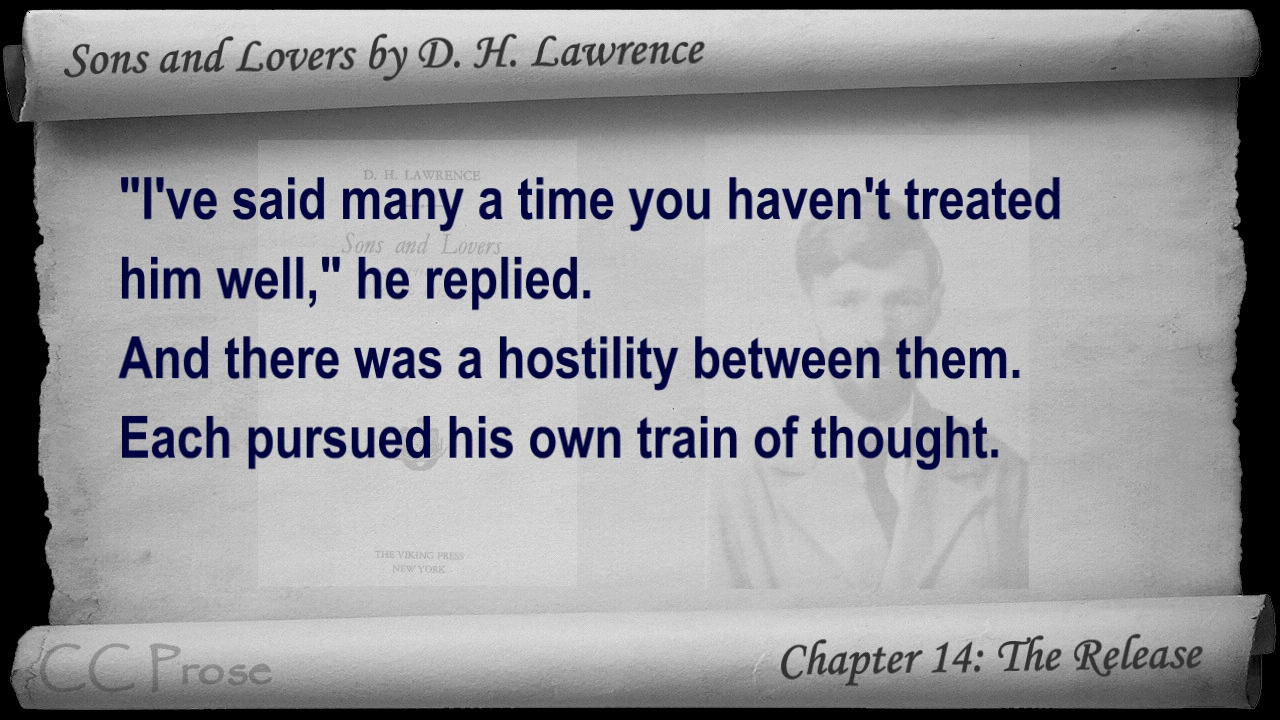 Sons and Lovers by D. H. Lawrence
D. H. LAWRENCE
"I've said many a time you haven't treated
Sons and Lovers
him well," he replied.
And there was a hostility between them.
Each pursued his own train of thought.
THE VIKING PRESS
NEW YORK
CC Prose
Chapter 14: The Release